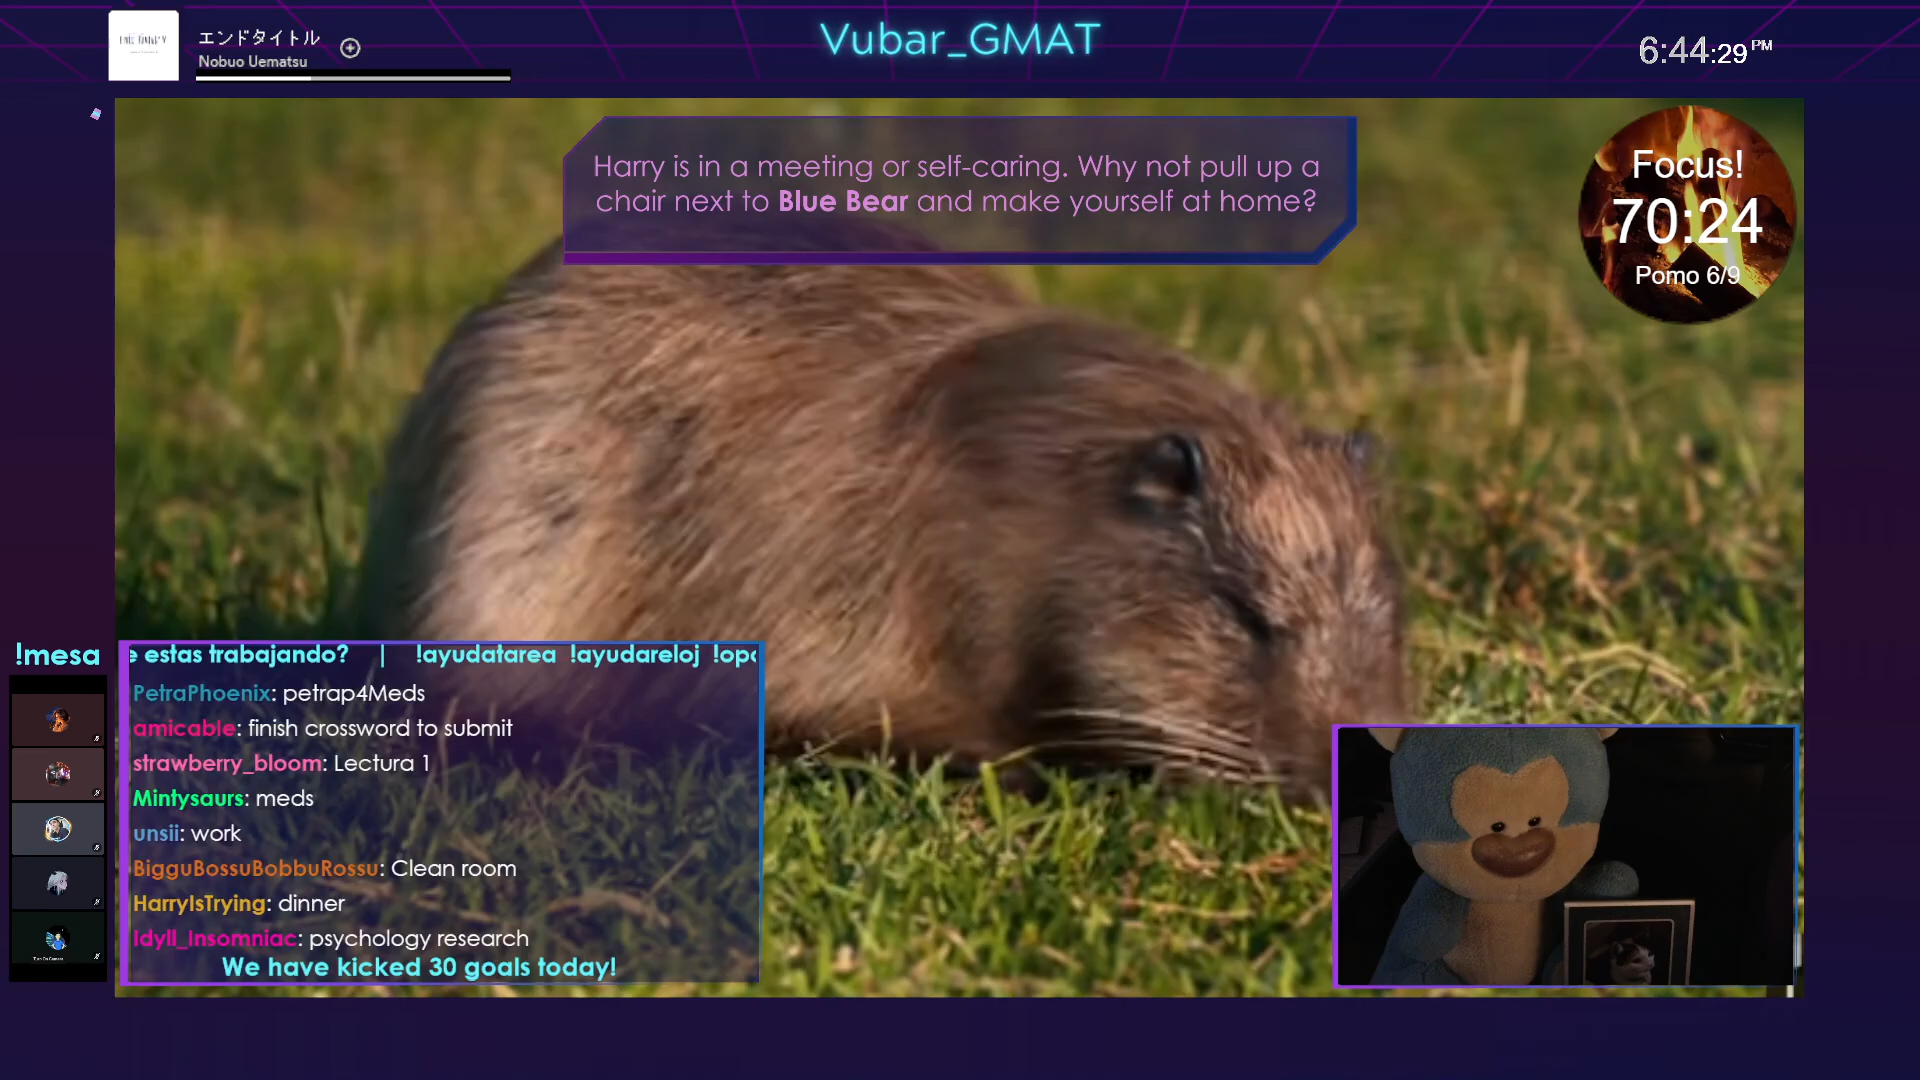 エンドタイトル
Nobuo Uematsu
Vubar_GMAT
6:44:29 PM
Harry is in a meeting or self-caring. Why not pull up a
chair next to Blue Bear and make yourself at home?
Focus!
70:24
Pomo 6/9
!mesa
e estas trabajando? | !ayudatarea !ayudareloj !opc
PetraPhoenix: petrap4Meds
amicable: finish crossword to submit
strawberry_bloom: Lectura 1
Mintysaurs: meds
unsii: work
BigguBossuBobbuRossu: Clean room
HarryIsTrying: dinner
Idyll_Insomniac: psychology research
We have kicked 30 goals today!